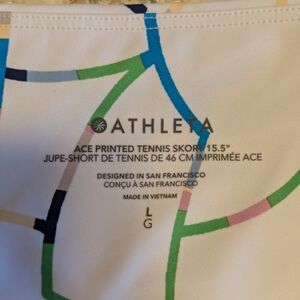 ATHLETA
ACE PRINTED TENNIS SKORT 15.5"
JUPE-SHORT DE TENNIS DE 46 CM IMPRIMÉE ACE
DESIGNED IN SAN FRANCISCO
CONÇU À SAN FRANCISCO
MADE IN VIETNAM
L
G